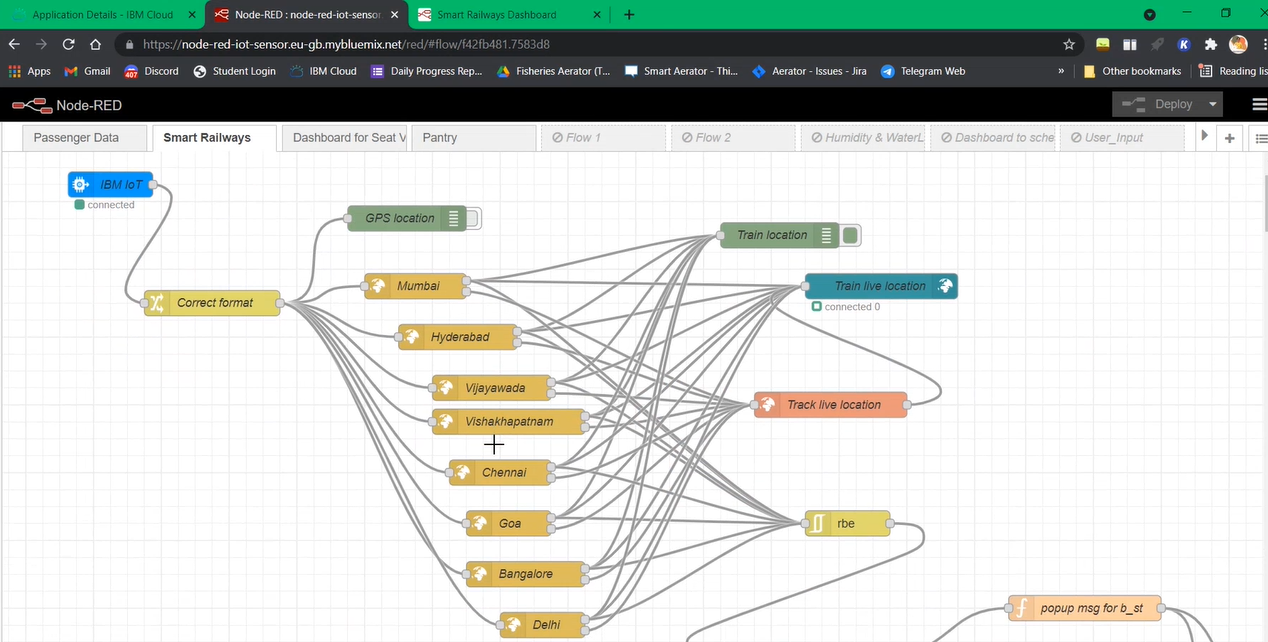 Application Details - IBM Cloud
Node-RED : node-red-iot-sensor
Smart Railways Dashboard
https://node-red-iot-sensor.eu-gb.mybluemix.net/red/#flow/f42fb481.7583d8
Apps
Gmail
407
Discord
Student Login
IBM Cloud
Daily Progress Rep...
Fisheries Aerator (T...
Smart Aerator - Thi...
Aerator - Issues - Jira
Telegram Web
»
Other bookmarks
Reading lis
Node-RED
Deploy
Passenger Data
Smart Railways
Dashboard for Seat V
Pantry
Flow 1
Flow 2
Humidity & WaterL
Dashboard to sche
User_Input
IBM IoT
connected
GPS location
Train location
Mumbai
Train live location
Correct format
connected 0
Hyderabad
Vijayawada
Track live location
Vishakhapatnam
Chennai
Goa
rbe
Bangalore
popup msg for b_st
Delhi